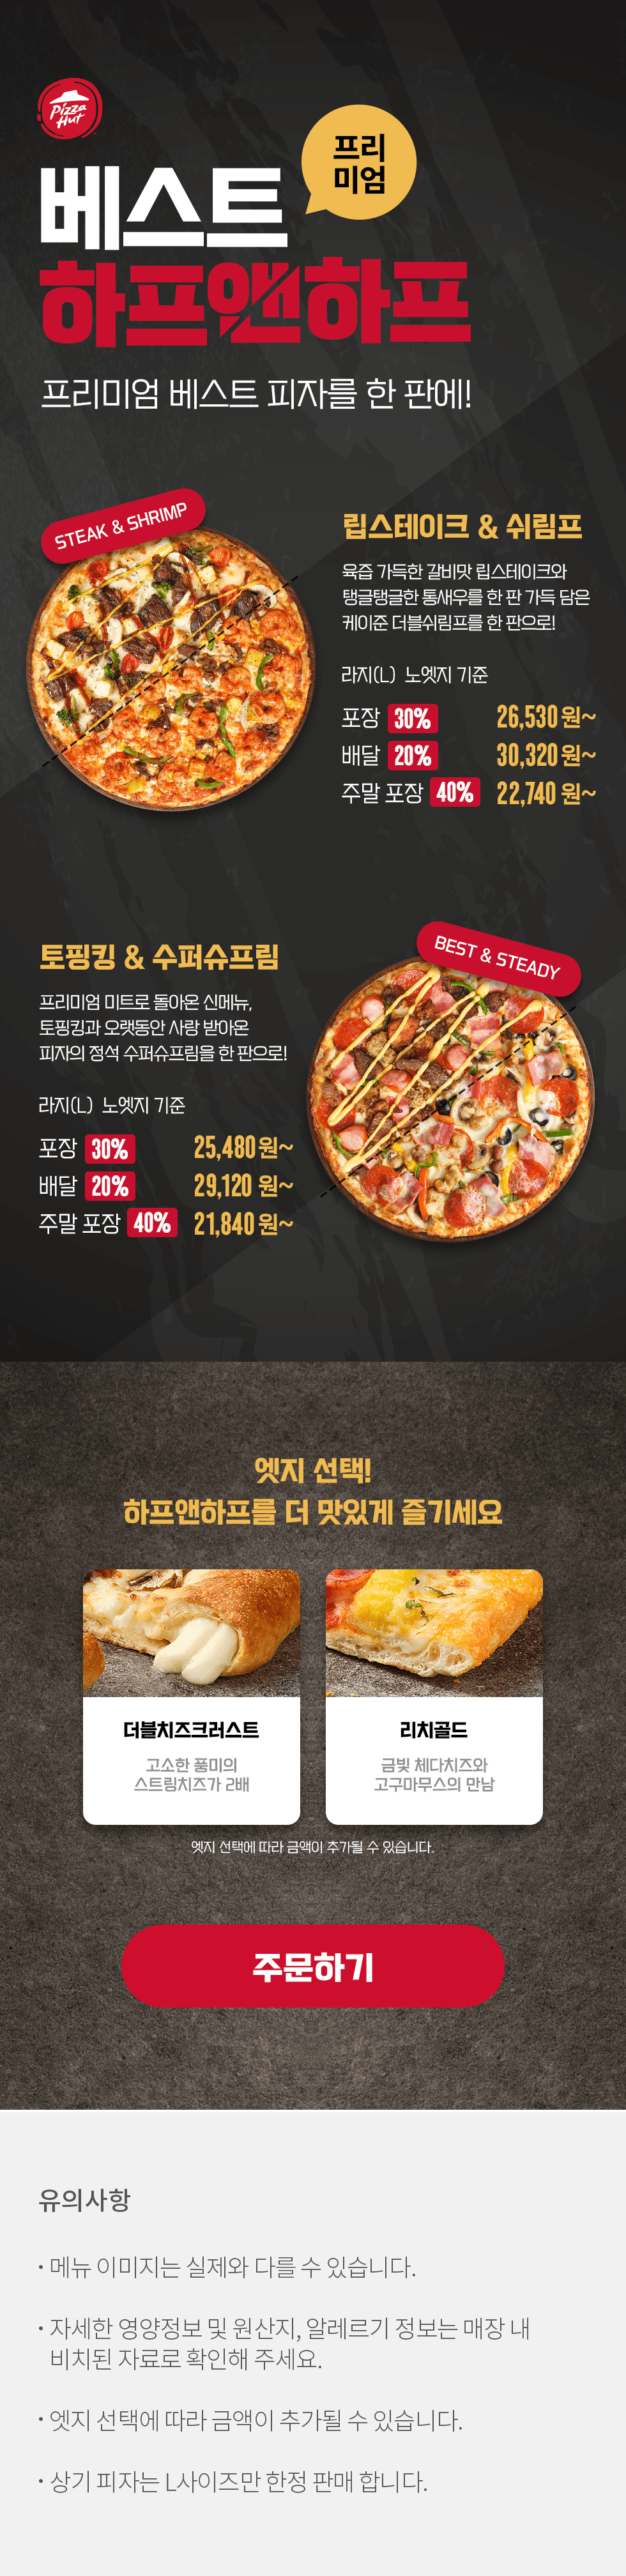 Pizza
Hut
프리
미엄
베스트
하프앤하프
프리미엄 베스트 피자를 한 판에!
STEAK & SHRIMP
립스테이크 & 쉬림프
육즙 가득한 갈비맛 립스테이크와
탱글탱글한 통새우를 한 판 가득 담은
케이준 더블쉬림프를 한 판으로!
라지(L) 노엣지 기준
포장 30% 26,530 원~
배달 20% 30,320 원~
주말 포장 40% 22,740 원~
BEST & STEADY
토핑킹 & 수퍼슈프림
프리미엄 미트로 돌아온 신메뉴,
토핑킹과 오랫동안 사랑 받아온
피자의 정석 수퍼슈프림을 한 판으로!
라지(L) 노엣지 기준
포장 30% 25,480 원~
배달 20% 29,120 원~
주말 포장 40% 21,840 원~
엣지 선택!
하프앤하프를 더 맛있게 즐기세요
더블치즈크러스트
고소한 풍미의
스트링치즈가 2배
리치골드
금빛 체다치즈와
고구마무스의 만남
엣지 선택에 따라 금액이 추가될 수 있습니다.
주문하기
유의사항
• 메뉴 이미지는 실제와 다를 수 있습니다.
• 자세한 영양정보 및 원산지, 알레르기 정보는 매장 내
비치된 자료로 확인해 주세요.
• 엣지 선택에 따라 금액이 추가될 수 있습니다.
• 상기 피자는 L사이즈만 한정 판매 합니다.